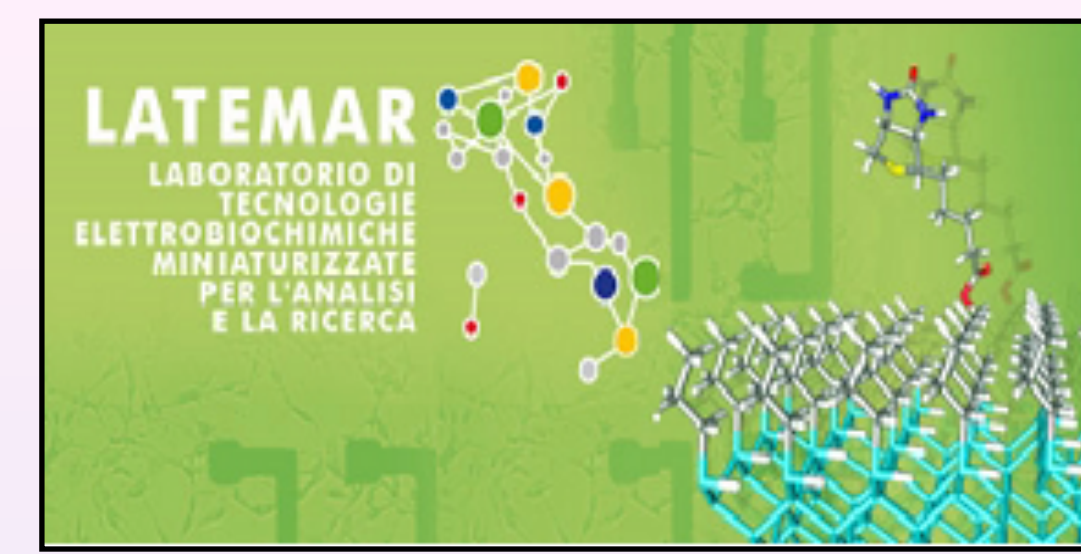 LATEMAR
LABORATORIO DI
TECNOLOGIE
ELETTROBIOCHIMICHE
MINIATURIZZATE
PER L'ANALISI
E LA RICERCA